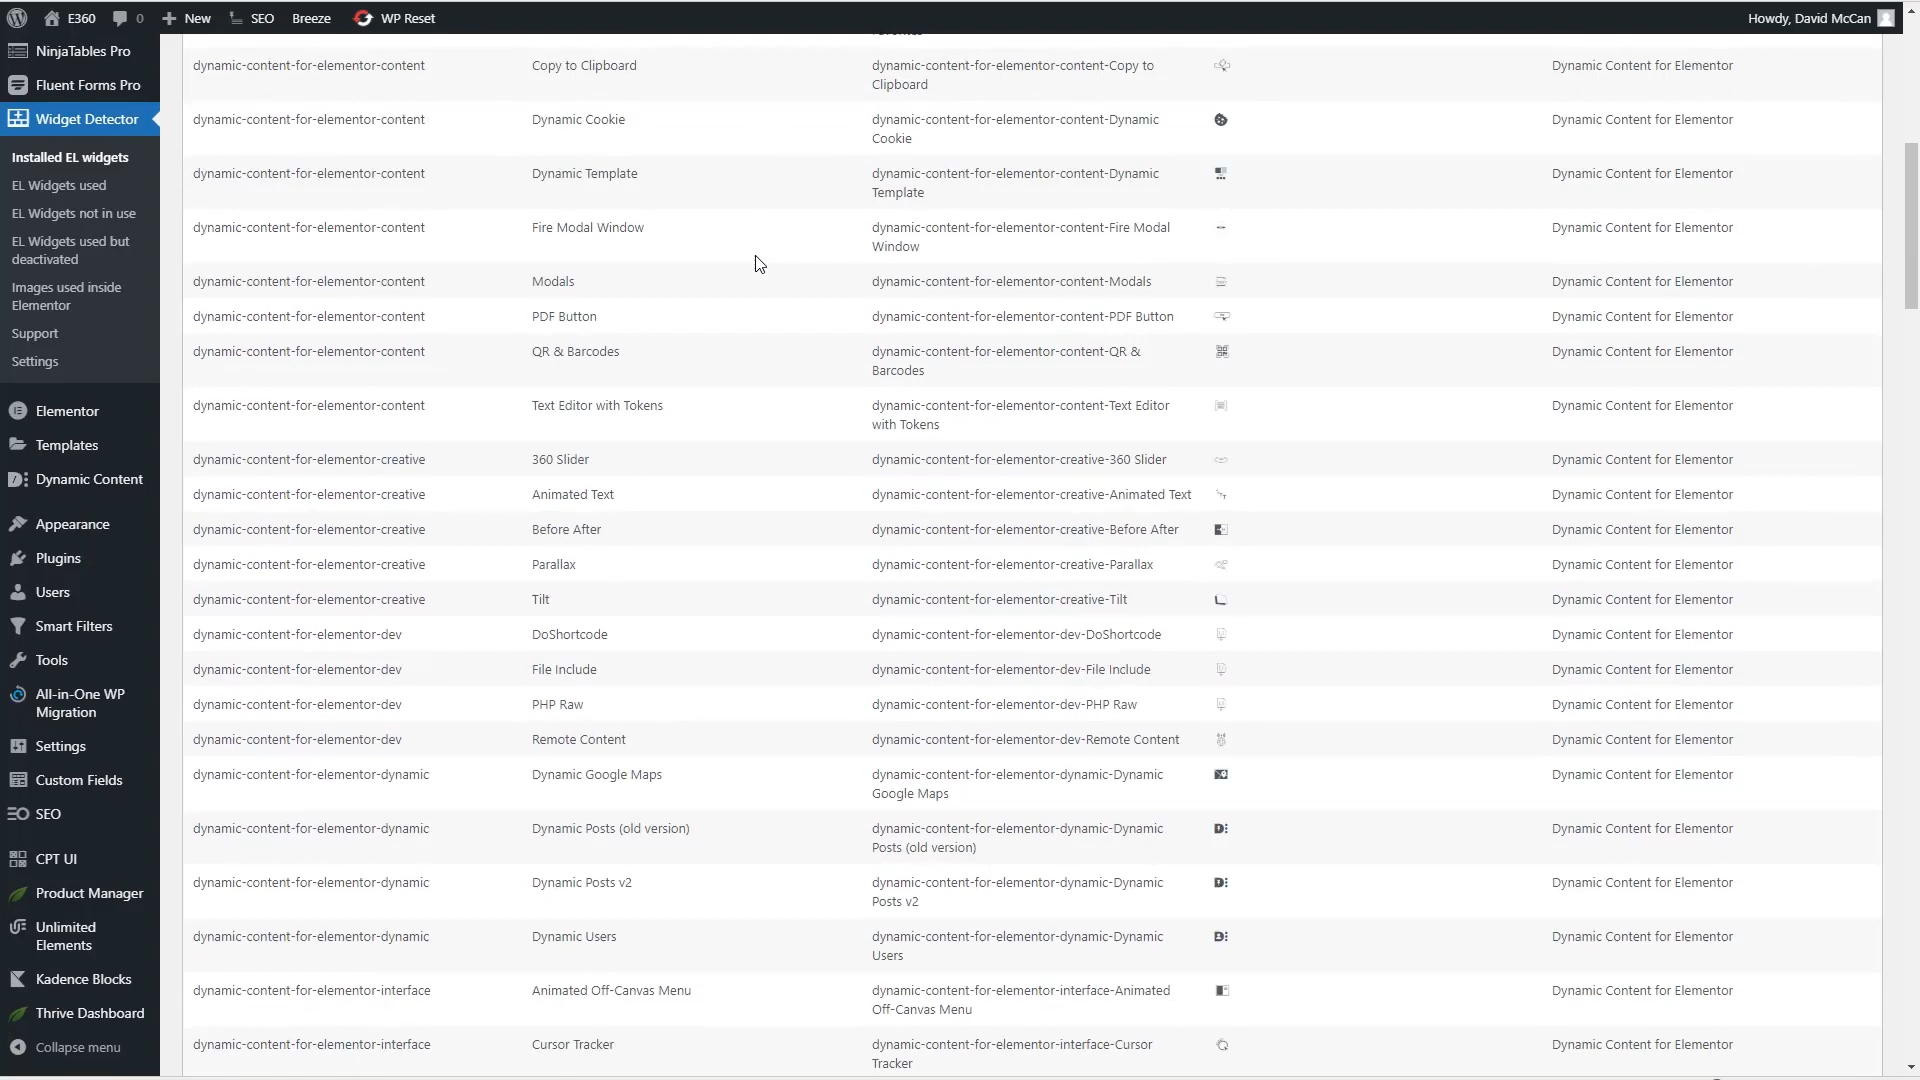 E360
0
New
SEO
Breeze
WP Reset
Howdy, David McCan
NinjaTables Pro
Fluent Forms Pro
Widget Detector
Installed EL widgets
EL Widgets used
EL Widgets not in use
EL Widgets used but
deactivated
Images used inside
Elementor
Support
Settings
Elementor
Templates
Dynamic Content
Appearance
Plugins
Users
Smart Filters
Tools
All-in-One WP
Migration
Settings
Custom Fields
SEO
CPT UI
Product Manager
Unlimited
Elements
Kadence Blocks
Thrive Dashboard
Collapse menu
dynamic-content-for-elementor-content Copy to Clipboard dynamic-content-for-elementor-content-Copy to Dynamic Content for Elementor
Clipboard
dynamic-content-for-elementor-content Dynamic Cookie dynamic-content-for-elementor-content-Dynamic Dynamic Content for Elementor
Cookie
dynamic-content-for-elementor-content Dynamic Template dynamic-content-for-elementor-content-Dynamic Dynamic Content for Elementor
Template
dynamic-content-for-elementor-content Fire Modal Window dynamic-content-for-elementor-content-Fire Modal Dynamic Content for Elementor
Window
dynamic-content-for-elementor-content Modals dynamic-content-for-elementor-content-Modals Dynamic Content for Elementor
dynamic-content-for-elementor-content PDF Button dynamic-content-for-elementor-content-PDF Button Dynamic Content for Elementor
dynamic-content-for-elementor-content QR & Barcodes dynamic-content-for-elementor-content-QR & Dynamic Content for Elementor
Barcodes
dynamic-content-for-elementor-content Text Editor with Tokens dynamic-content-for-elementor-content-Text Editor Dynamic Content for Elementor
with Tokens
dynamic-content-for-elementor-creative 360 Slider dynamic-content-for-elementor-creative-360 Slider Dynamic Content for Elementor
dynamic-content-for-elementor-creative Animated Text dynamic-content-for-elementor-creative-Animated Text Dynamic Content for Elementor
dynamic-content-for-elementor-creative Before After dynamic-content-for-elementor-creative-Before After Dynamic Content for Elementor
dynamic-content-for-elementor-creative Parallax dynamic-content-for-elementor-creative-Parallax Dynamic Content for Elementor
dynamic-content-for-elementor-creative Tilt dynamic-content-for-elementor-creative-Tilt Dynamic Content for Elementor
dynamic-content-for-elementor-dev DoShortcode dynamic-content-for-elementor-dev-DoShortcode Dynamic Content for Elementor
dynamic-content-for-elementor-dev File Include dynamic-content-for-elementor-dev-File Include Dynamic Content for Elementor
dynamic-content-for-elementor-dev PHP Raw dynamic-content-for-elementor-dev-PHP Raw Dynamic Content for Elementor
dynamic-content-for-elementor-dev Remote Content dynamic-content-for-elementor-dev-Remote Content Dynamic Content for Elementor
dynamic-content-for-elementor-dynamic Dynamic Google Maps dynamic-content-for-elementor-dynamic-Dynamic Dynamic Content for Elementor
Google Maps
dynamic-content-for-elementor-dynamic Dynamic Posts (old version) dynamic-content-for-elementor-dynamic-Dynamic Dynamic Content for Elementor
Posts (old version)
dynamic-content-for-elementor-dynamic Dynamic Posts v2 dynamic-content-for-elementor-dynamic-Dynamic Dynamic Content for Elementor
Posts v2
dynamic-content-for-elementor-dynamic Dynamic Users dynamic-content-for-elementor-dynamic-Dynamic Dynamic Content for Elementor
Users
dynamic-content-for-elementor-interface Animated Off-Canvas Menu dynamic-content-for-elementor-interface-Animated Dynamic Content for Elementor
Off-Canvas Menu
dynamic-content-for-elementor-interface Cursor Tracker dynamic-content-for-elementor-interface-Cursor Dynamic Content for Elementor
Tracker